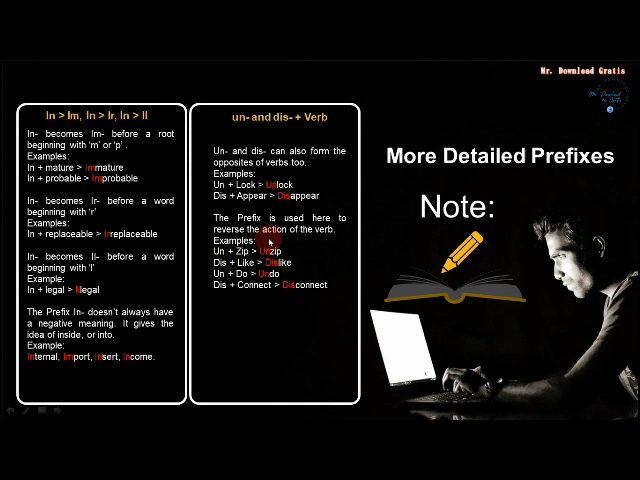 Mr. Download Gratis
In > Im, In > Ir, In > Il
In- becomes Im- before a root
beginning with 'm' or 'p' .
Examples:
In + mature > Immature
In + probable > Improbable
In- becomes Ir- before a word
beginning with 'r'
Examples:
In + replaceable > Irreplaceable
In- becomes Il- before a word
beginning with 'l'
Example:
In + legal > Illegal
The Prefix In- doesn't always have
a negative meaning. It gives the
idea of inside, or into.
Example:
Internal, Import, Insert, Income.
un- and dis- + Verb
Un- and dis- can also form the
opposites of verbs too.
Examples:
Un + Lock > Unlock
Dis + Appear > Disappear
The Prefix is used here to
reverse the action of the verb.
Examples:
Un + Zip > Unzip
Dis + Like > Dislike
Un + Do > Undo
Dis + Connect > Disconnect
More Detailed Prefixes
Note: